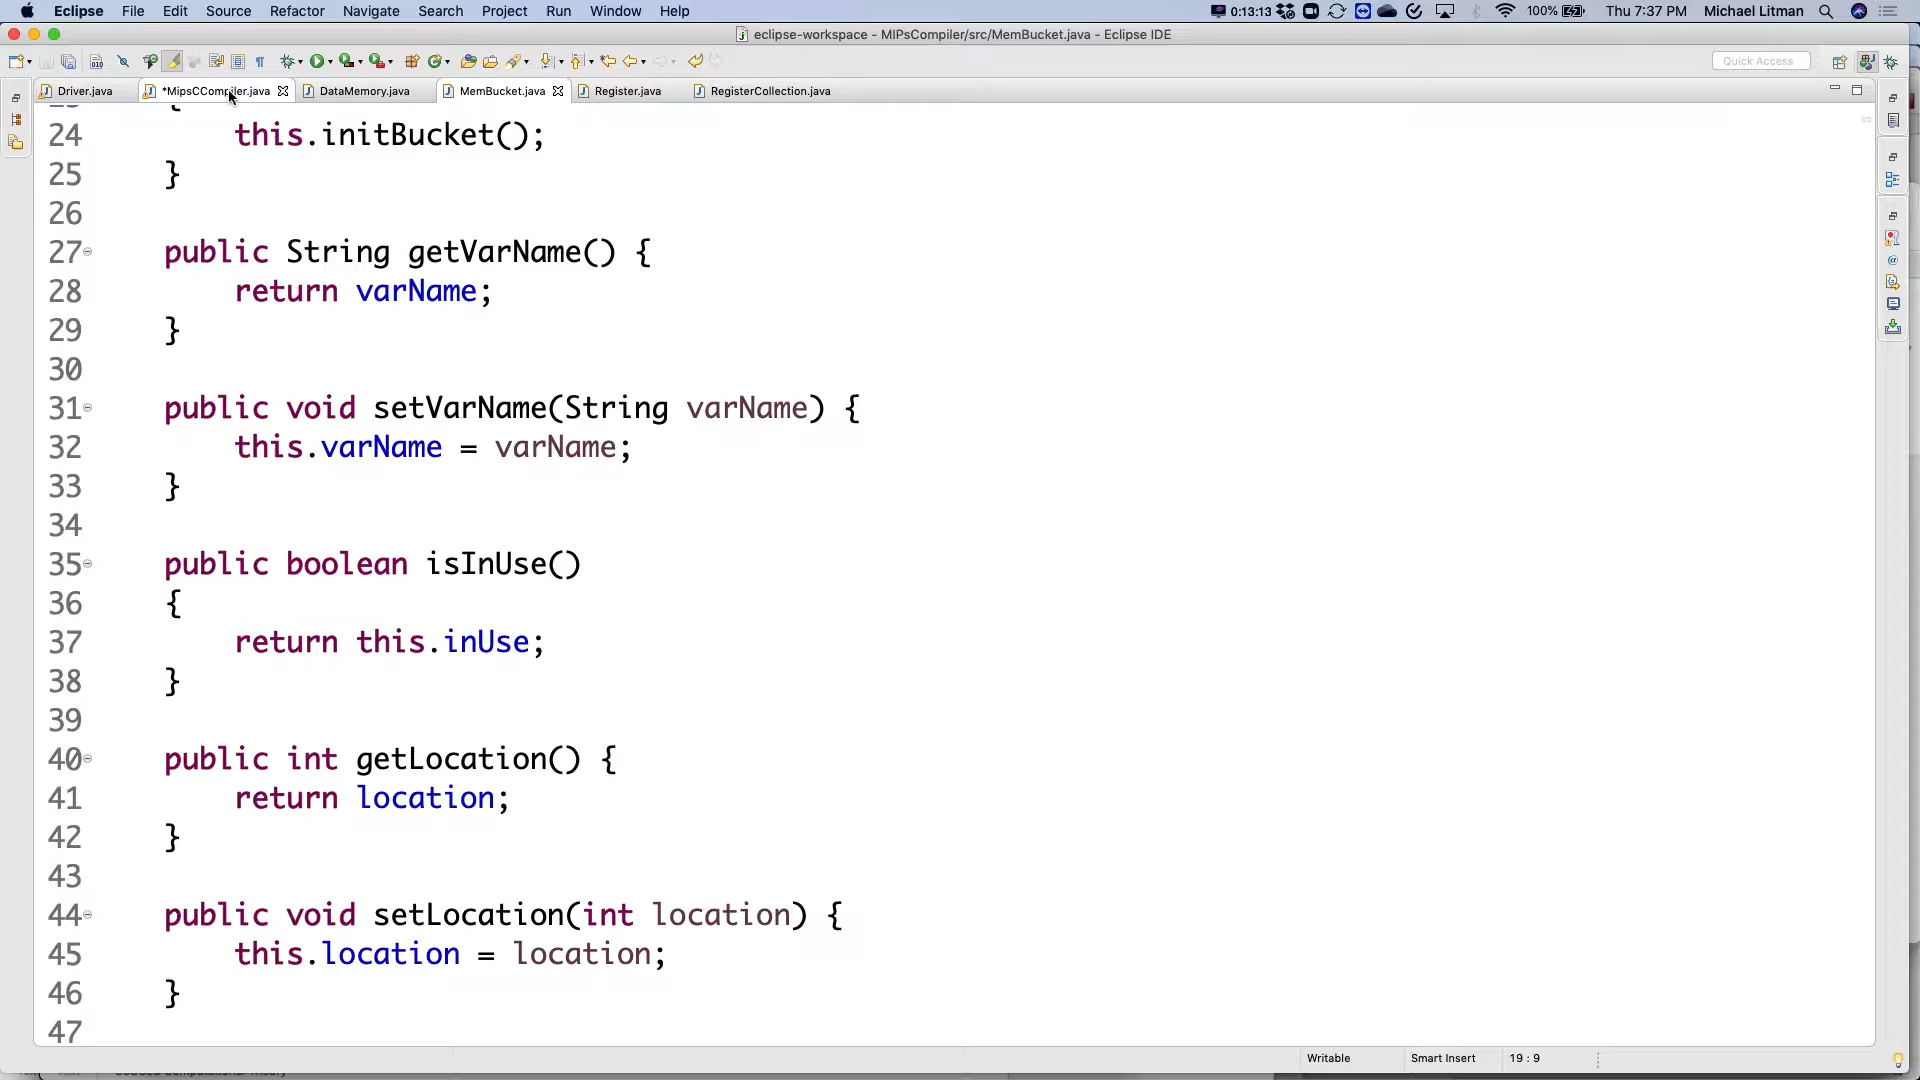 Eclipse File Edit Source Refactor Navigate Search Project Run Window Help 0:13:13 100% Thu 7:37 PM Michael Litman
eclipse-workspace - MIPsCompiler/src/MemBucket.java - Eclipse IDE
Quick Access
Driver.java *MipsCCompiler.java DataMemory.java MemBucket.java Register.java RegisterCollection.java
{
24 this.initBucket();
25 }
26
27 public String getVarName() {
28 return varName;
29 }
30
31 public void setVarName(String varName) {
32 this.varName = varName;
33 }
34
35 public boolean isInUse()
36 {
37 return this.inUse;
38 }
39
40 public int getLocation() {
41 return location;
42 }
43
44 public void setLocation(int location) {
45 this.location = location;
46 }
47
Writable Smart Insert 19 : 9